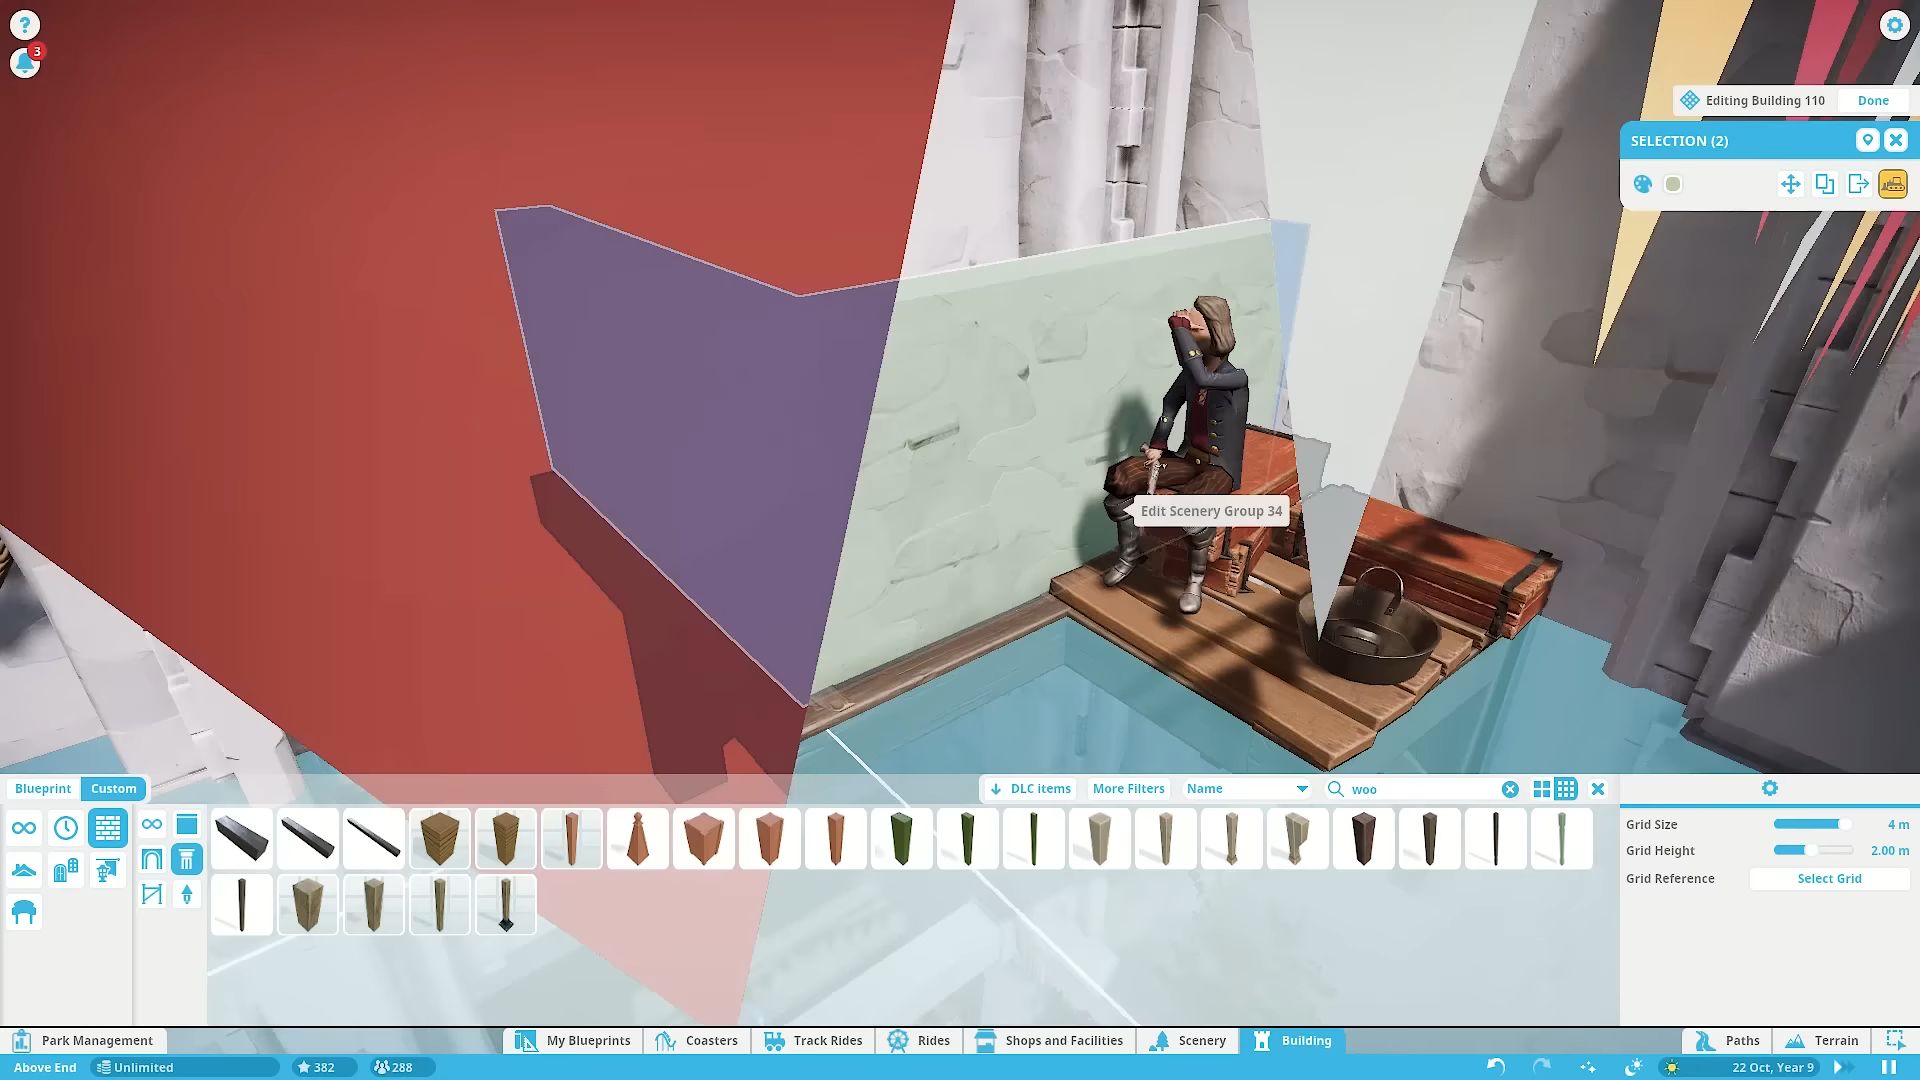 ?
3
Editing Building 110 Done
SELECTION (2)
Edit Scenery Group 34
Blueprint Custom
DLC items More Filters Name woo
Grid Size 4 m
Grid Height 2.00 m
Grid Reference Select Grid
Park Management My Blueprints Coasters Track Rides Rides Shops and Facilities Scenery Building Paths Terrain
Above End Unlimited 382 288 22 Oct, Year 9